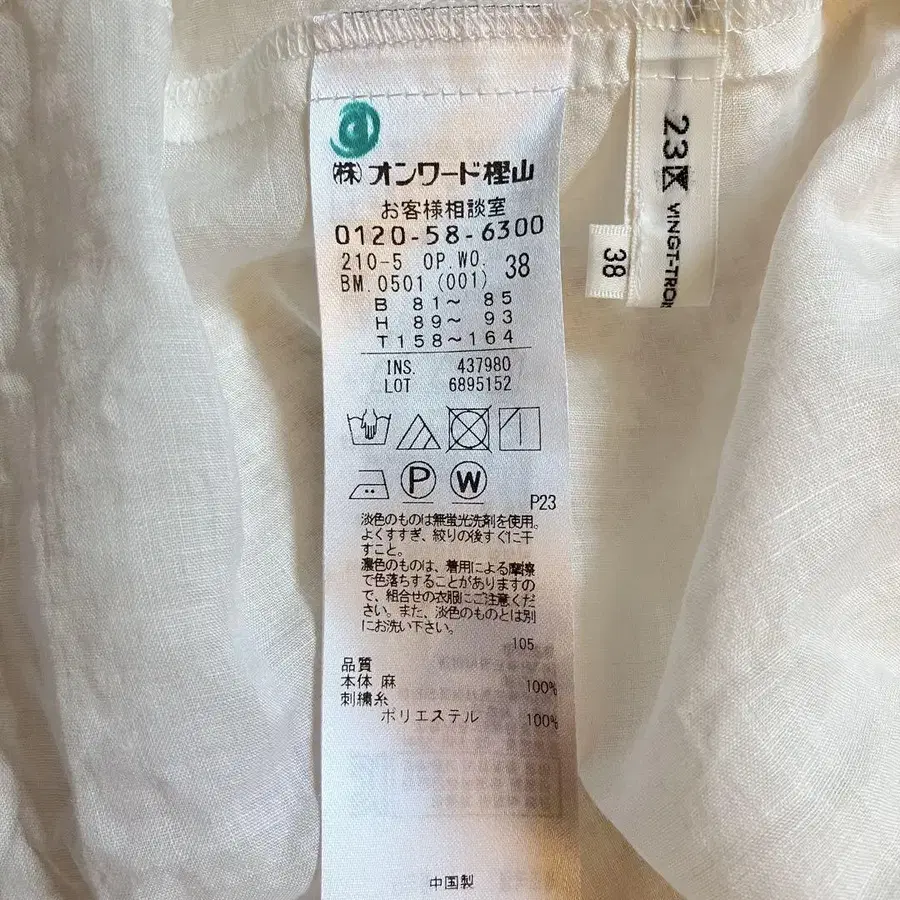 ㈱オンワード樫山
お客様相談室
0120-58-6300
210-5 OP.WO. 38
BM.0501 (001)
B 81～ 85
H 89～ 93
T158～164
INS. 437980
LOT 6895152
P W
P23
淡色のものは無蛍光洗剤を使用。
よくすすぎ、絞りの後すぐに干
すこと。
濃色のものは、着用による摩擦
で色落ちすることがありますの
で、組合せの衣服にご注意くだ
さい。また、淡色のものとは別
にお洗い下さい。
105
品質
本体 麻 100%
刺繍糸
ポリエステル 100%
中国製
23区
VINGT-TROI
38